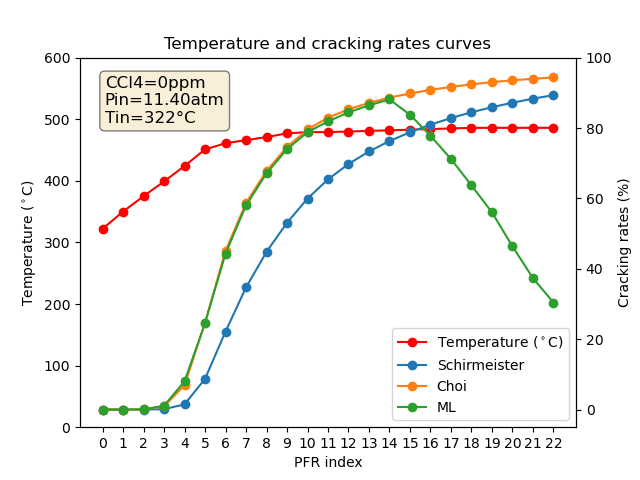 Temperature and cracking rates curves
CCl4=0ppm
Pin=11.40atm
Tin=322°C
600
500
400
300
200
100
0
Temperature (°C)
100
80
60
40
20
0
Cracking rates (%)
Temperature (°C)
Schirmeister
Choi
ML
0 1 2 3 4 5 6 7 8 9 10 11 12 13 14 15 16 17 18 19 20 21 22
PFR index